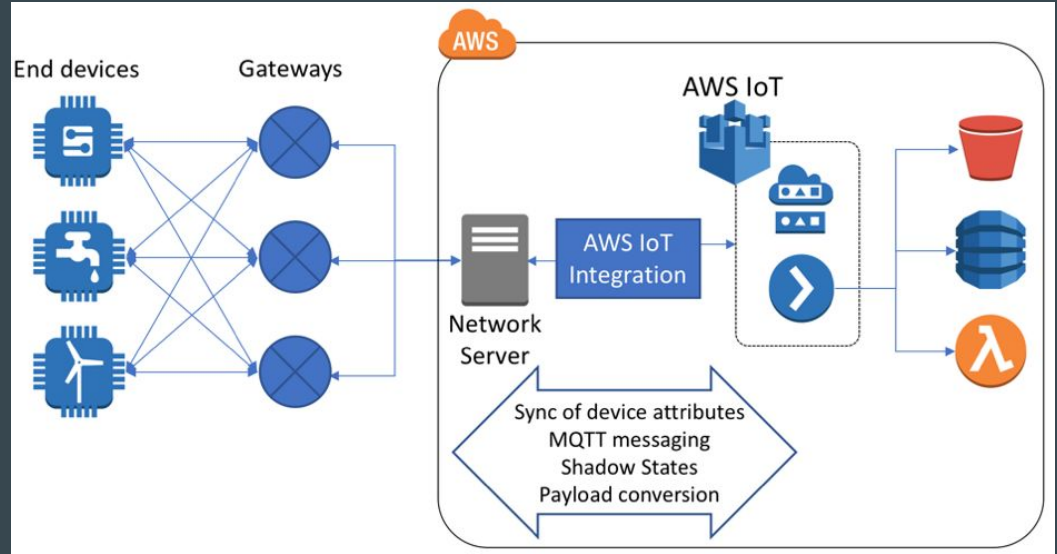 AWS
End devices
Gateways
AWS IoT
AWS IoT
Integration
Network
Server
Sync of device attributes
MQTT messaging
Shadow States
Payload conversion